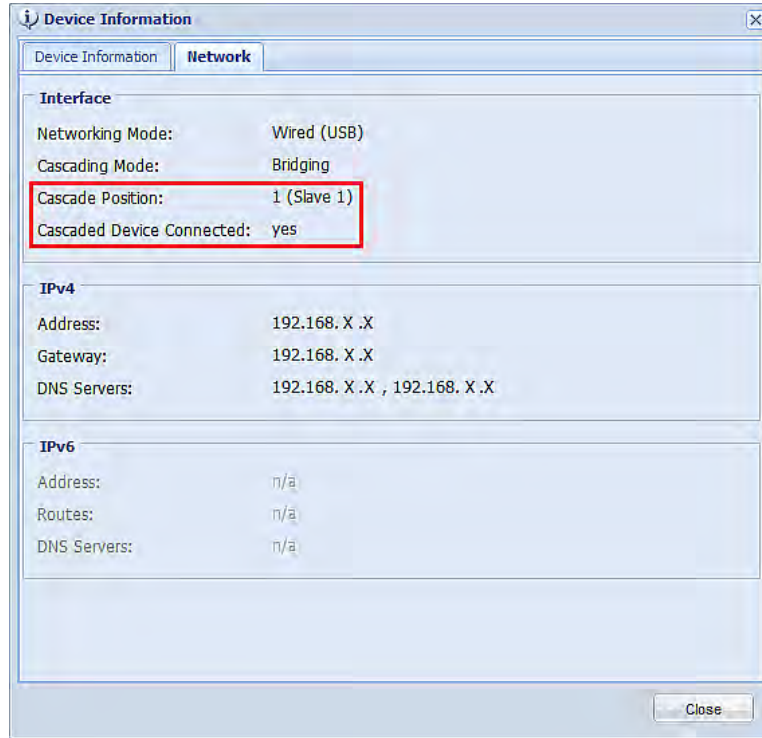 Device Information
Device Information Network
Interface
Networking Mode: Wired (USB)
Cascading Mode: Bridging
Cascade Position: 1 (Slave 1)
Cascaded Device Connected: yes
IPv4
Address: 192.168. X .X
Gateway: 192.168. X .X
DNS Servers: 192.168. X .X , 192.168. X .X
IPv6
Address: n/a
Routes: n/a
DNS Servers: n/a
Close